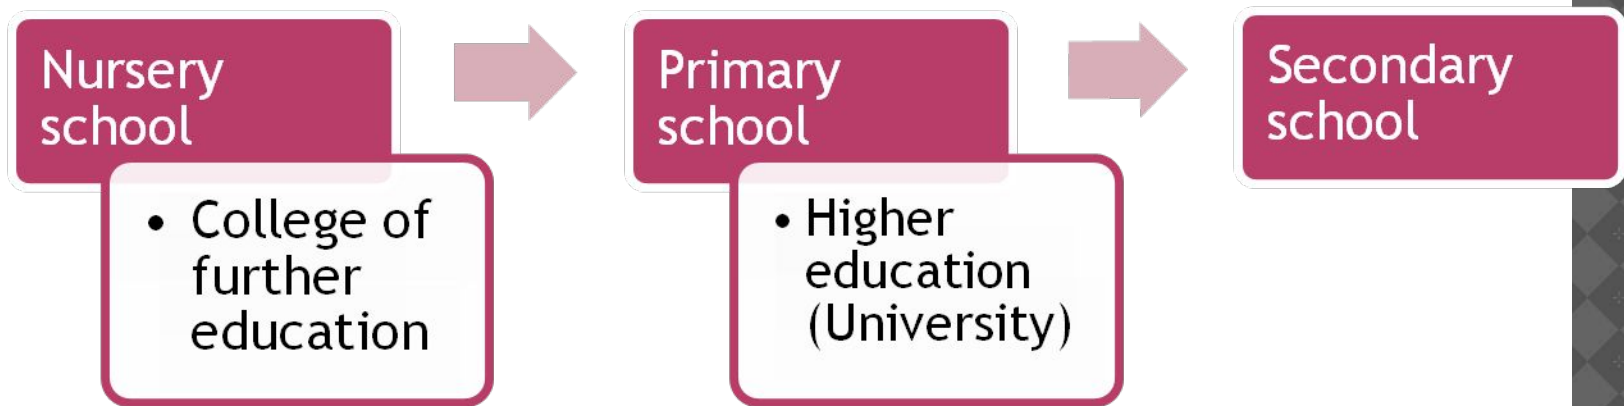 Nursery
school
• College of
further
education
Primary
school
• Higher
education
(University)
Secondary
school